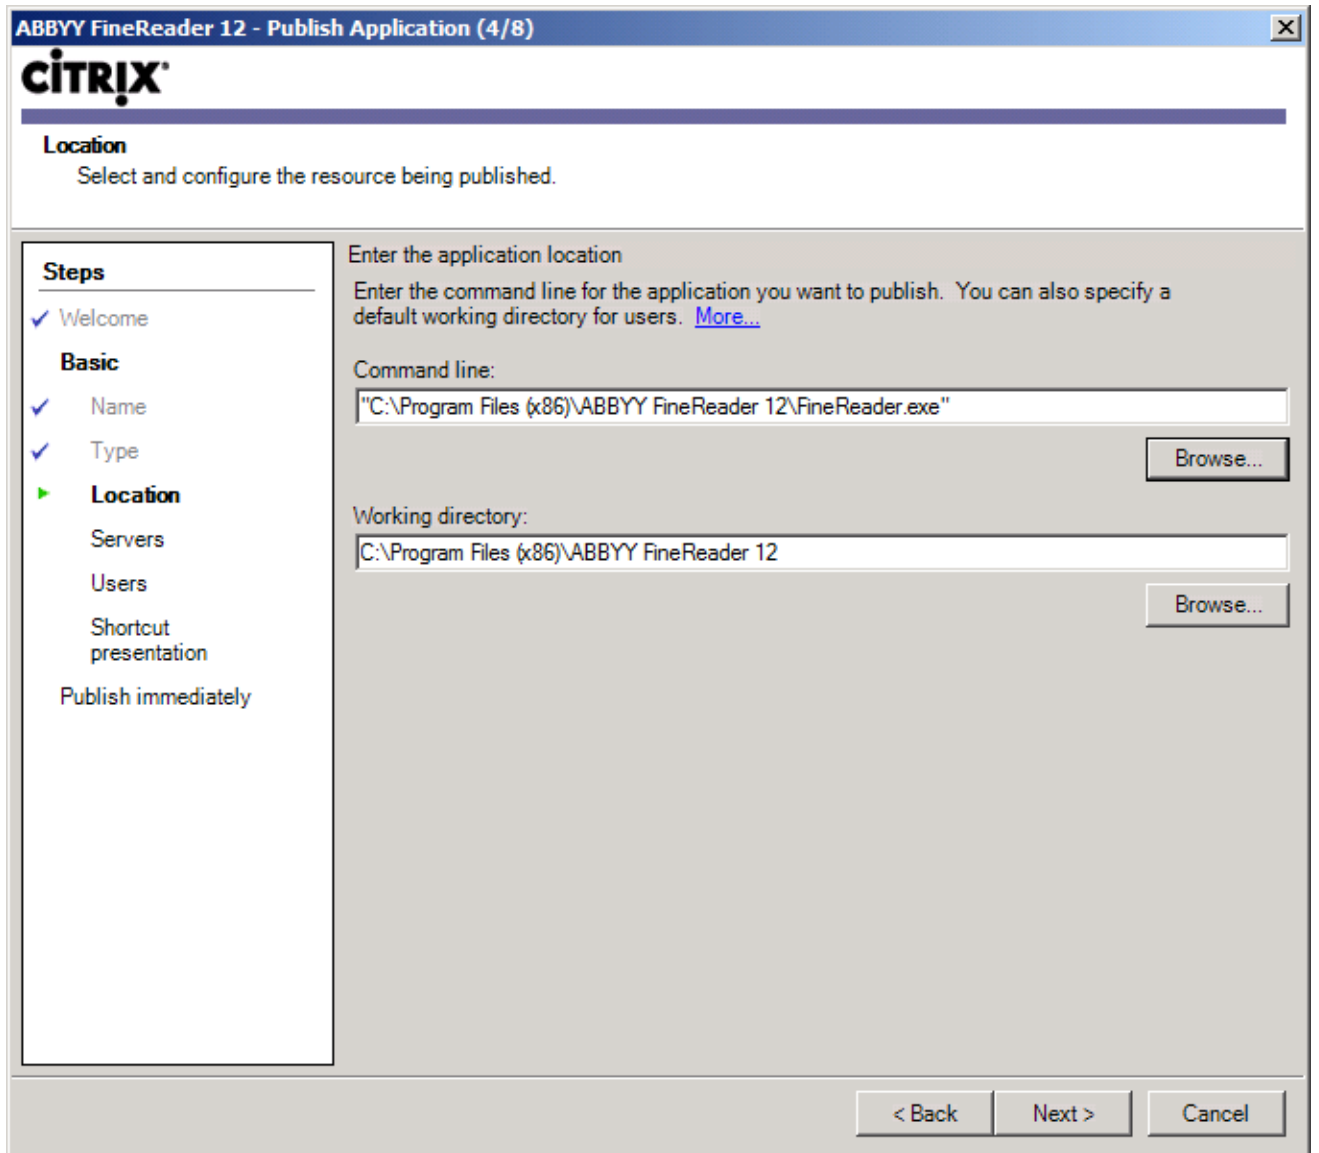 ABBYY FineReader 12 - Publish Application (4/8)
CiTRIX
Location
Select and configure the resource being published.
Steps
Welcome
Basic
Name
Type
Location
Servers
Users
Shortcut
presentation
Publish immediately
Enter the application location
Enter the command line for the application you want to publish. You can also specify a
default working directory for users. More...
Command line:
"C:\Program Files (x86)\ABBYY FineReader 12\FineReader.exe"
Browse...
Working directory:
C:\Program Files (x86)\ABBYY FineReader 12
Browse...
< Back
Next >
Cancel